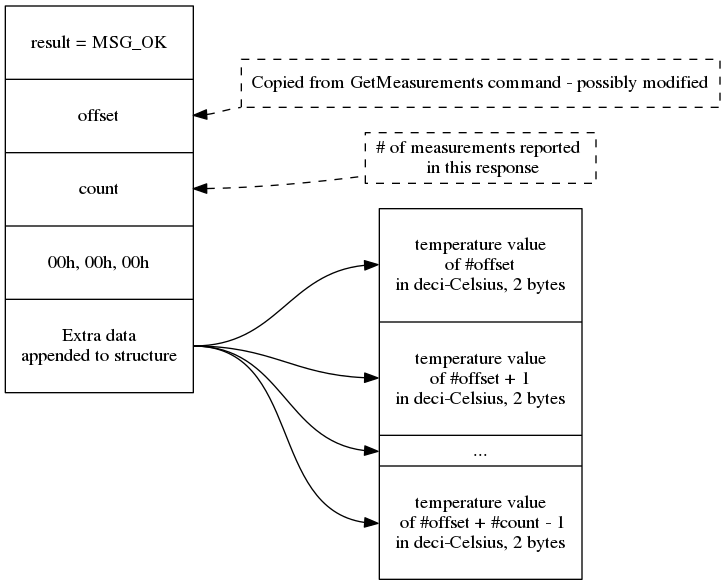 result = MSG_OK
offset
count
00h, 00h, 00h
Extra data
appended to structure
Copied from GetMeasurements command - possibly modified
# of measurements reported
in this response
temperature value
of #offset
in deci-Celsius, 2 bytes
temperature value
of #offset + 1
in deci-Celsius, 2 bytes
...
temperature value
of #offset + #count - 1
in deci-Celsius, 2 bytes